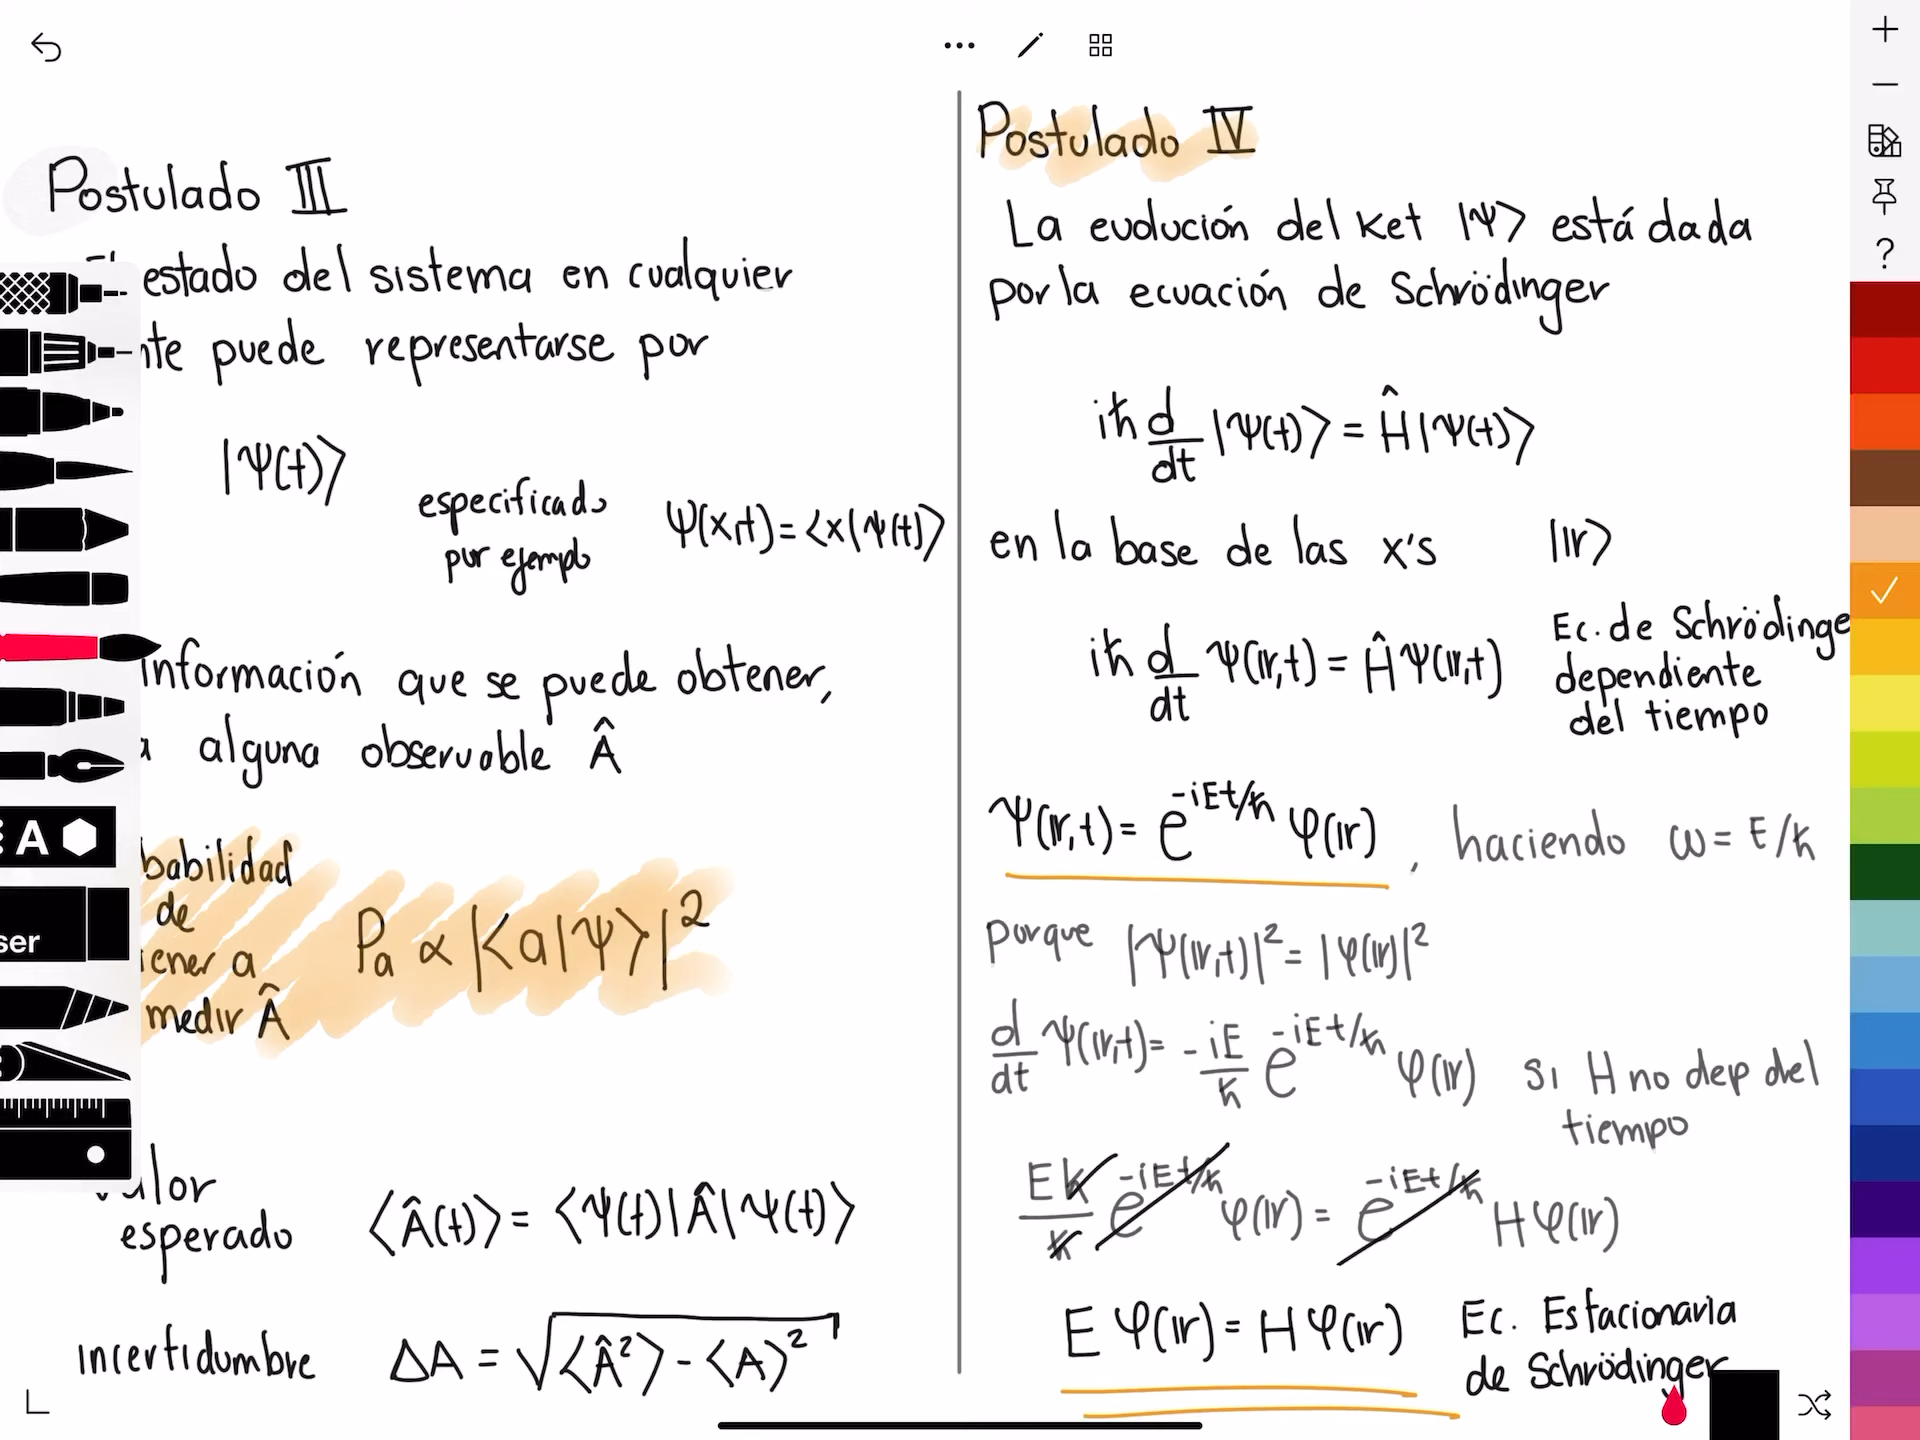 Postulado III
estado del sistema en cualquier
nte puede representarse por
|Ψ(t)⟩
especificado
por ejemplo
Ψ(x,t) = ⟨x|Ψ(t)⟩
información que se puede obtener,
a alguna observable Â
babilidad
de
ener a
medir Â
Pa ∝ |⟨a|Ψ⟩|²
alor
esperado
⟨Â(t)⟩ = ⟨Ψ(t)|Â|Ψ(t)⟩
incertidumbre ΔA = √(⟨Â²⟩ - ⟨A⟩²)
Postulado IV
La evolución del ket |Ψ⟩ está dada
por la ecuación de Schrödinger
iħ d/dt |Ψ(t)⟩ = Ĥ|Ψ(t)⟩
en la base de las x's |𝕣⟩
iħ d/dt Ψ(𝕣,t) = ĤΨ(𝕣,t)
Ec. de Schrödinge
dependiente
del tiempo
Ψ(𝕣,t) = e^(-iEt/ħ) φ(𝕣) , haciendo ω = E/ħ
porque |Ψ(𝕣,t)|² = |φ(𝕣)|²
d/dt Ψ(𝕣,t) = -iE/ħ e^(-iEt/ħ) φ(𝕣) si H no dep del
tiempo
Eħ/ħ e^(-iEt/ħ) φ(𝕣) = e^(-iEt/ħ) Hφ(𝕣)
E φ(𝕣) = H φ(𝕣)
Ec. Estacionaria
de Schrödinger
A
ser
?